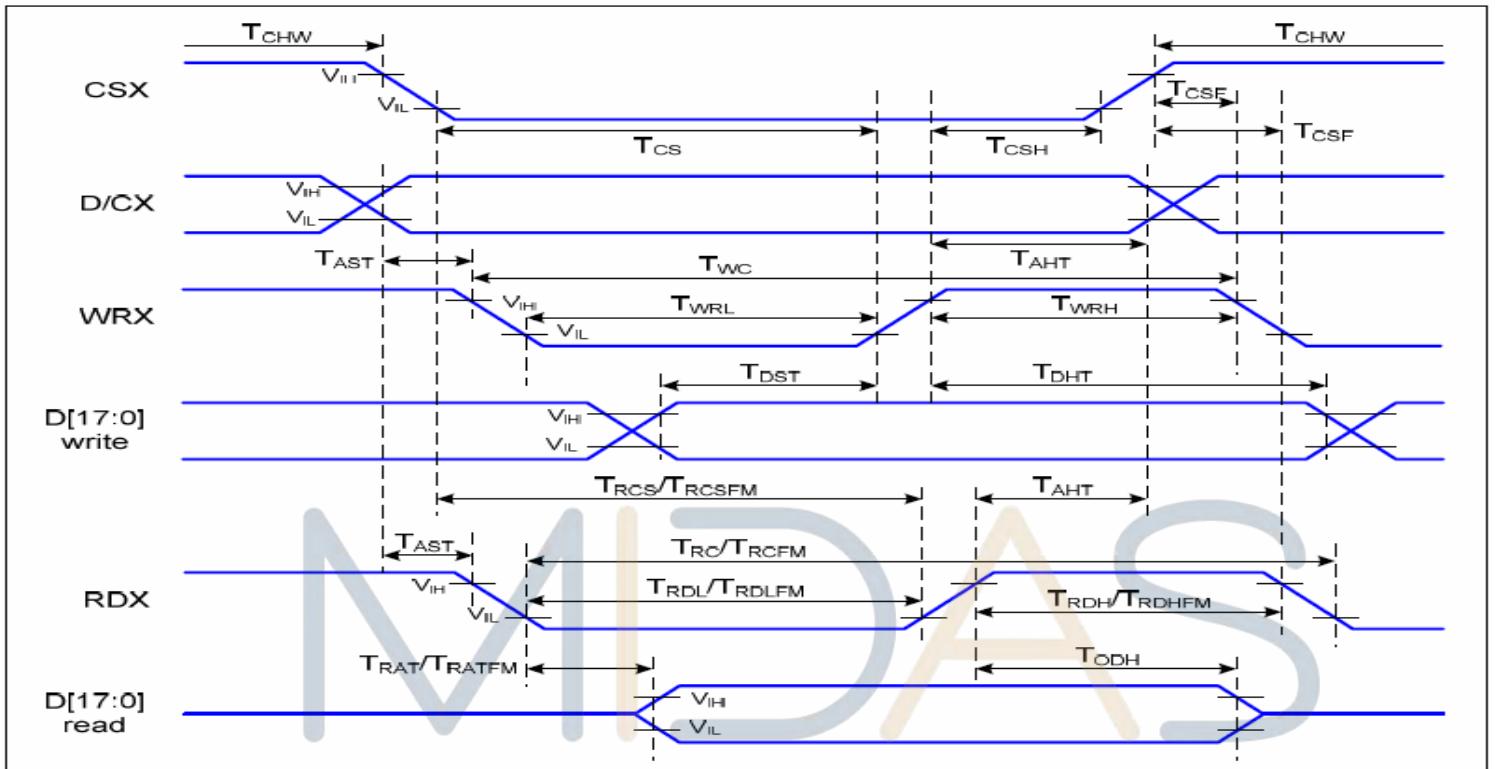 TCHW TCHW
CSX VIH
VIL
TCSF
TCSF
TCS TCSH
D/CX VIH
VIL
TAST TWC TAHT
WRX VIH
TWRL TWRH
VIL
TDST TDHT
D[17:0] VIH
write VIL
TRCS/TRCSFM TAHT
TAST TRC/TRCFM
RDX VIH
TRDL/TRDLFM TRDH/TRDHFM
VIL
TRAT/TRATFM TODH
D[17:0] VIH
read VIL
MIDAS